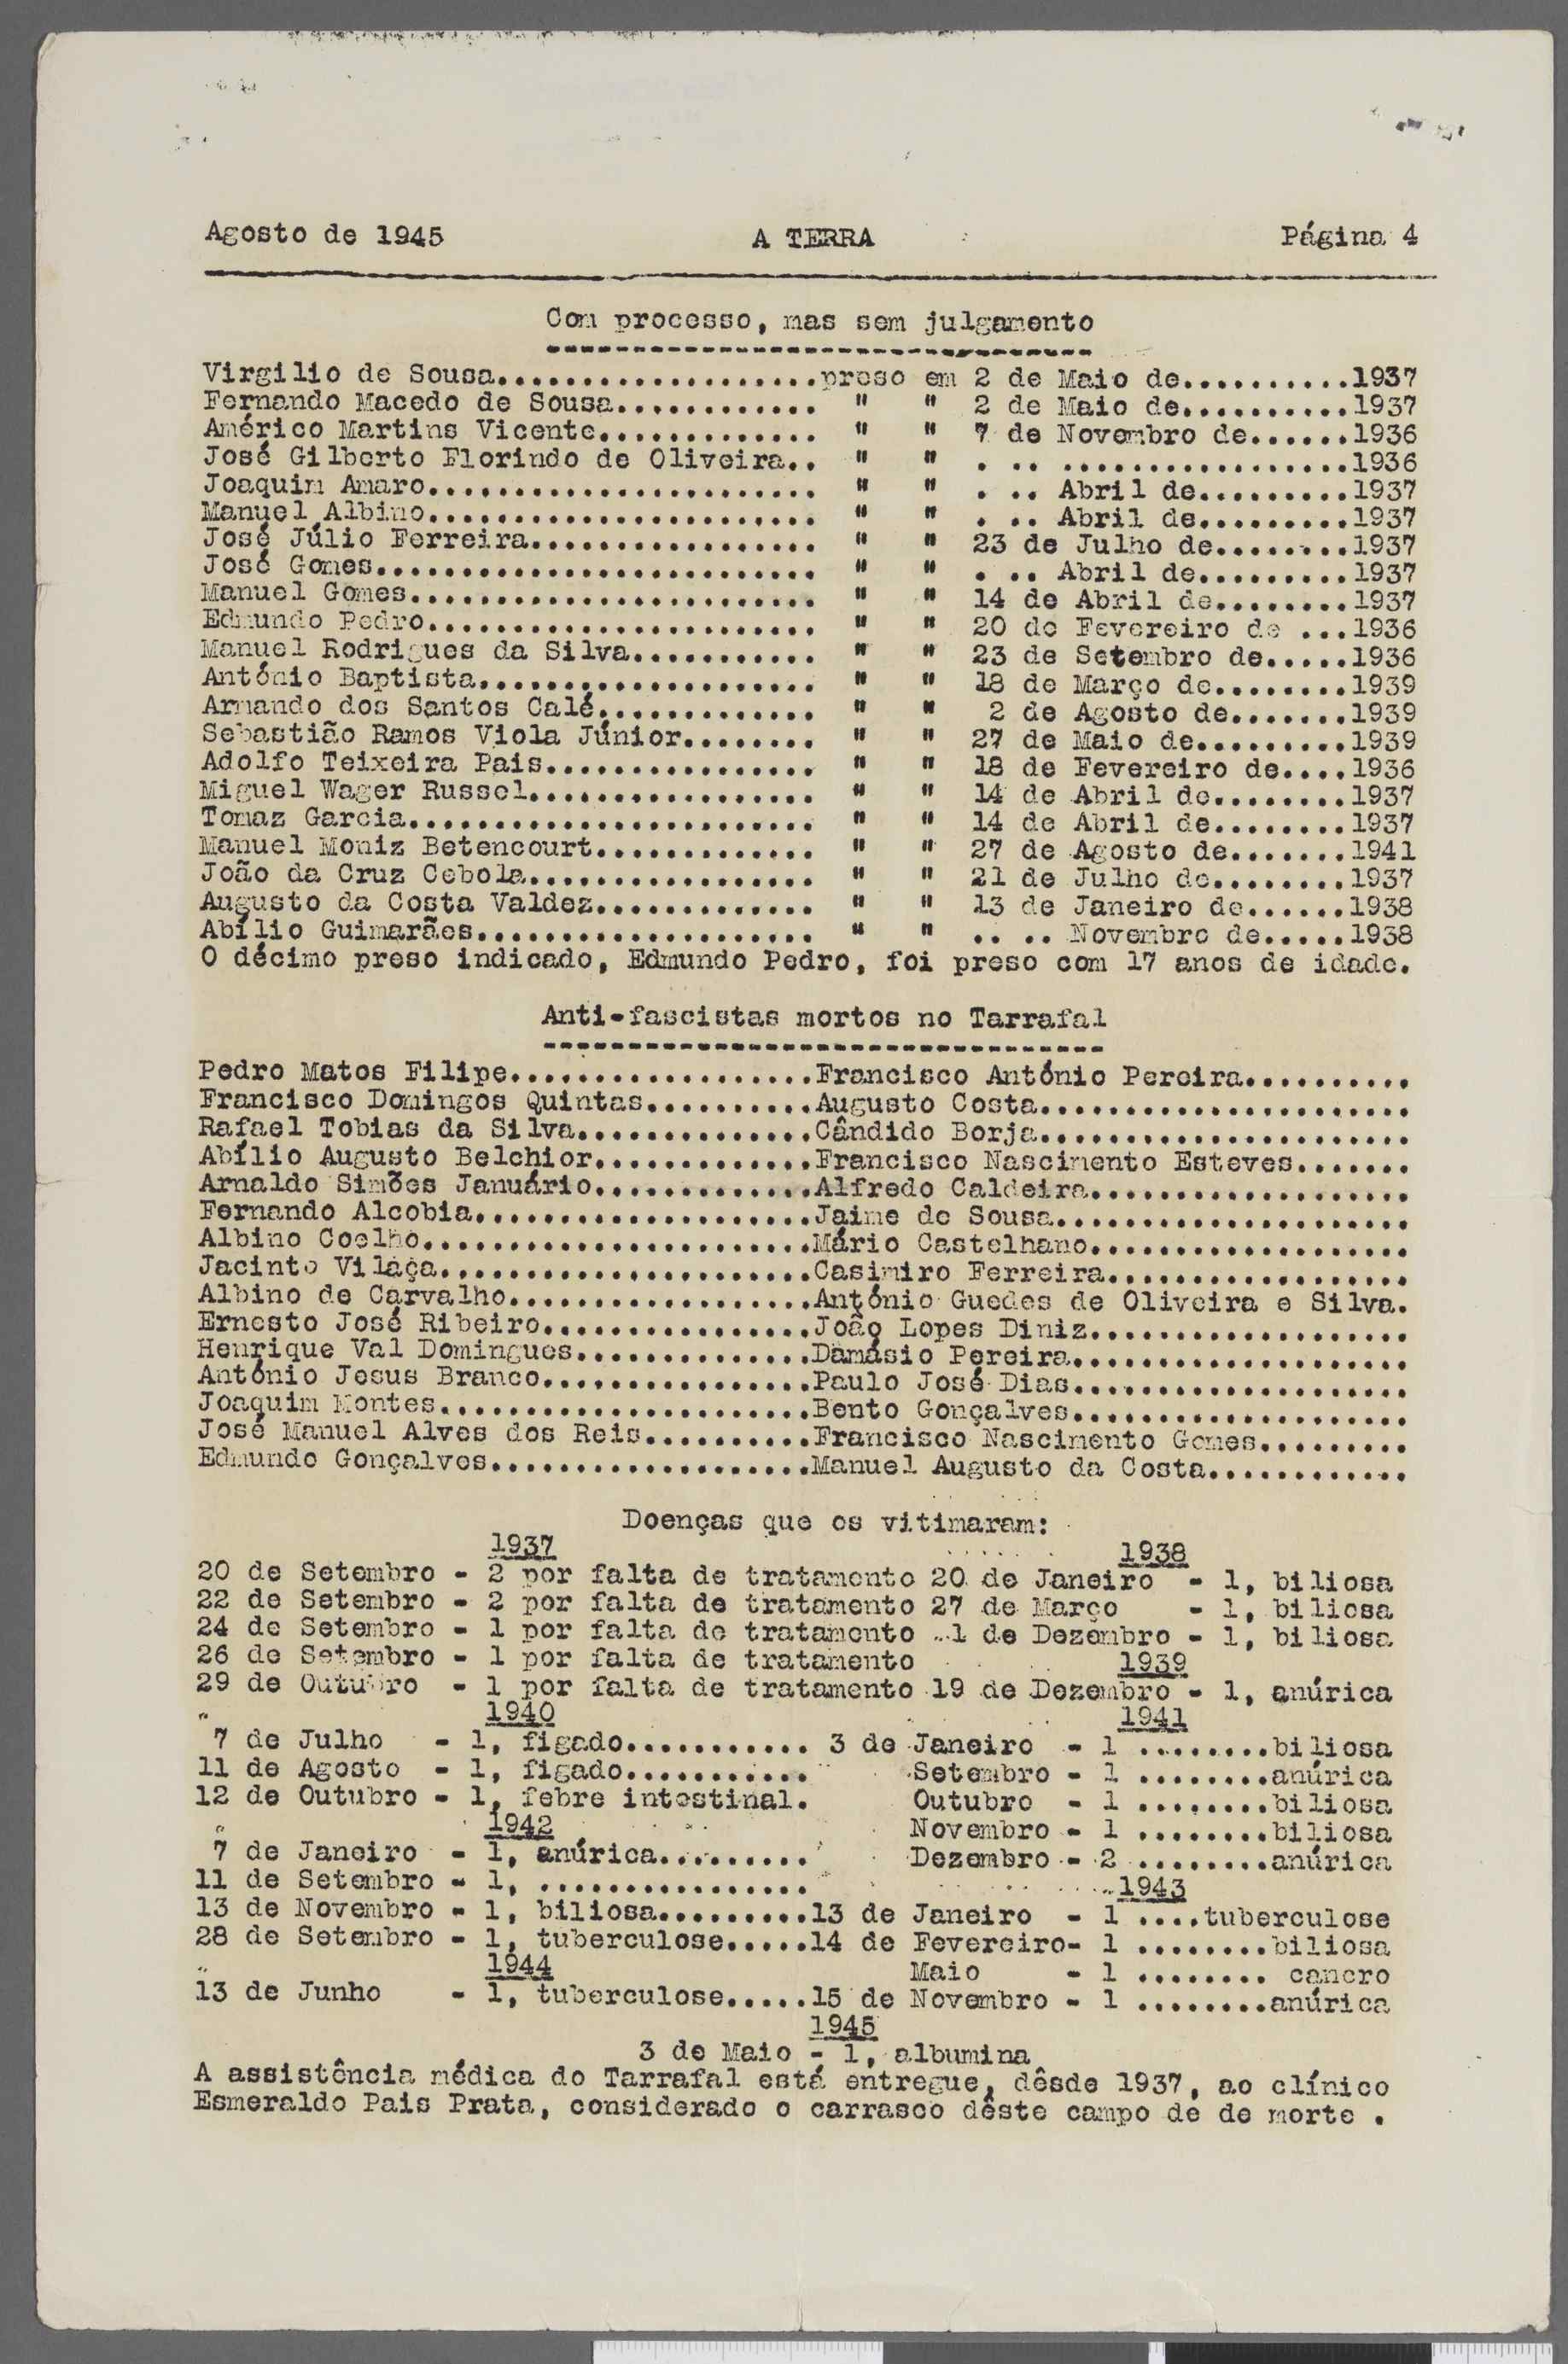 Agosto de 1945 A TERRA Página 4
Com processo, mas sem julgamento
Virgilio de Sousa...................preso em 2 de Maio de..........1937
Fernando Macedo de Sousa............ " " 2 de Maio de..........1937
Américo Martins Vicente............. " " 7 de Novembro de......1936
José Gilberto Florindo de Oliveira.. " " . .. .................1936
Joaquim Amaro....................... " " . .. Abril de.........1937
Manuel Albino....................... " " . .. Abril de.........1937
José Júlio Ferreira................. " " 23 de Julho de........1937
José Gomes.......................... " " . .. Abril de.........1937
Manuel Gomes........................ " " 14 de Abril de........1937
Edmundo Pedro....................... " " 20 de Fevereiro de ...1936
Manuel Rodrigues da Silva........... " " 23 de Setembro de.....1936
António Baptista.................... " " 18 de Março de........1939
Armando dos Santos Calé............. " " 2 de Agosto de.......1939
Sebastião Ramos Viola Júnior........ " " 27 de Maio de.........1939
Adolfo Teixeira Pais................ " " 18 de Fevereiro de....1936
Miguel Wager Russel................. " " 14 de Abril de........1937
Tomaz Garcia........................ " " 14 de Abril de........1937
Manuel Moniz Betencourt............. " " 27 de Agosto de.......1941
João da Cruz Cebola................. " " 21 de Julho de........1937
Augusto da Costa Valdez............. " " 13 de Janeiro de......1938
Abílio Guimarães.................... " " .. .. Novembro de.....1938
O décimo preso indicado, Edmundo Pedro, foi preso com 17 anos de idade.
Anti-fascistas mortos no Tarrafal
Pedro Matos Filipe..................Francisco António Pereira..........
Francisco Domingos Quintas..........Augusto Costa......................
Rafael Tobias da Silva..............Cândido Borja......................
Abílio Augusto Belchior.............Francisco Nascimento Esteves.......
Arnaldo Simões Januário.............Alfredo Caldeira...................
Fernando Alcobia....................Jaime de Sousa.....................
Albino Coelho.......................Mário Castelhano...................
Jacinto Vilaça......................Casimiro Ferreira..................
Albino de Carvalho..................António Guedes de Oliveira e Silva.
Ernesto José Ribeiro................João Lopes Diniz...................
Henrique Val Domingues..............Damásio Pereira....................
António Jesus Branco................Paulo José Dias....................
Joaquim Montes......................Bento Gonçalves....................
José Manuel Alves dos Reis..........Francisco Nascimento Gomes.........
Edmundo Gonçalves...................Manuel Augusto da Costa............
Doenças que os vitimaram:
1937 1938
20 de Setembro - 2 por falta de tratamento 20 de Janeiro - 1, biliosa
22 de Setembro - 2 por falta de tratamento 27 de Março - 1, biliosa
24 de Setembro - 1 por falta de tratamento ..1 de Dezembro - 1, biliosa
26 de Setembro - 1 por falta de tratamento 1939
29 de Outubro - 1 por falta de tratamento 19 de Dezembro - 1, anúrica
1940 1941
7 de Julho - 1, figado........... 3 de Janeiro - 1 ........biliosa
11 de Agosto - 1, figado........... Setembro - 1 ........anúrica
12 de Outubro - 1, febre intestinal. Outubro - 1 ........biliosa
1942 Novembro - 1 ........biliosa
7 de Janeiro - 1, anúrica......... Dezembro - 2 ........anúrica
11 de Setembro - 1, ................ 1943
13 de Novembro - 1, biliosa.........13 de Janeiro - 1 ....tuberculose
28 de Setembro - 1, tuberculose.....14 de Fevereiro- 1 ........biliosa
1944 Maio - 1 ........ cancro
13 de Junho - 1, tuberculose.....15 de Novembro - 1 ........anúrica
1945
3 de Maio - 1, albumina
A assistência médica do Tarrafal está entregue, dêsde 1937, ao clínico
Esmeraldo Pais Prata, considerado o carrasco dêste campo de de morte .